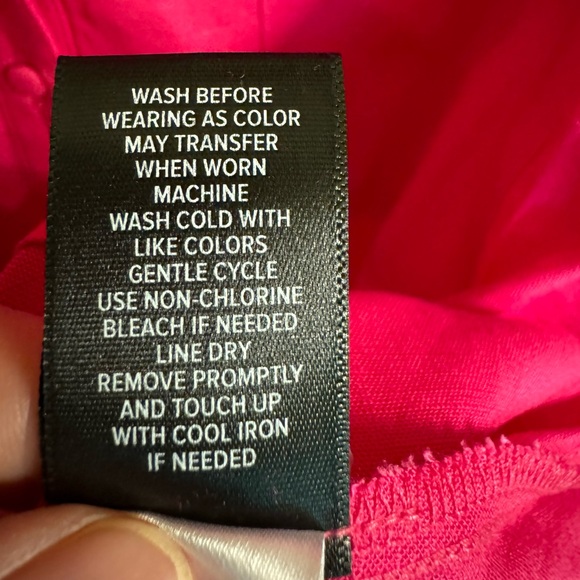 WASH BEFORE
WEARING AS COLOR
MAY TRANSFER
WHEN WORN
MACHINE
WASH COLD WITH
LIKE COLORS
GENTLE CYCLE
USE NON-CHLORINE
BLEACH IF NEEDED
LINE DRY
REMOVE PROMPTLY
AND TOUCH UP
WITH COOL IRON
IF NEEDED